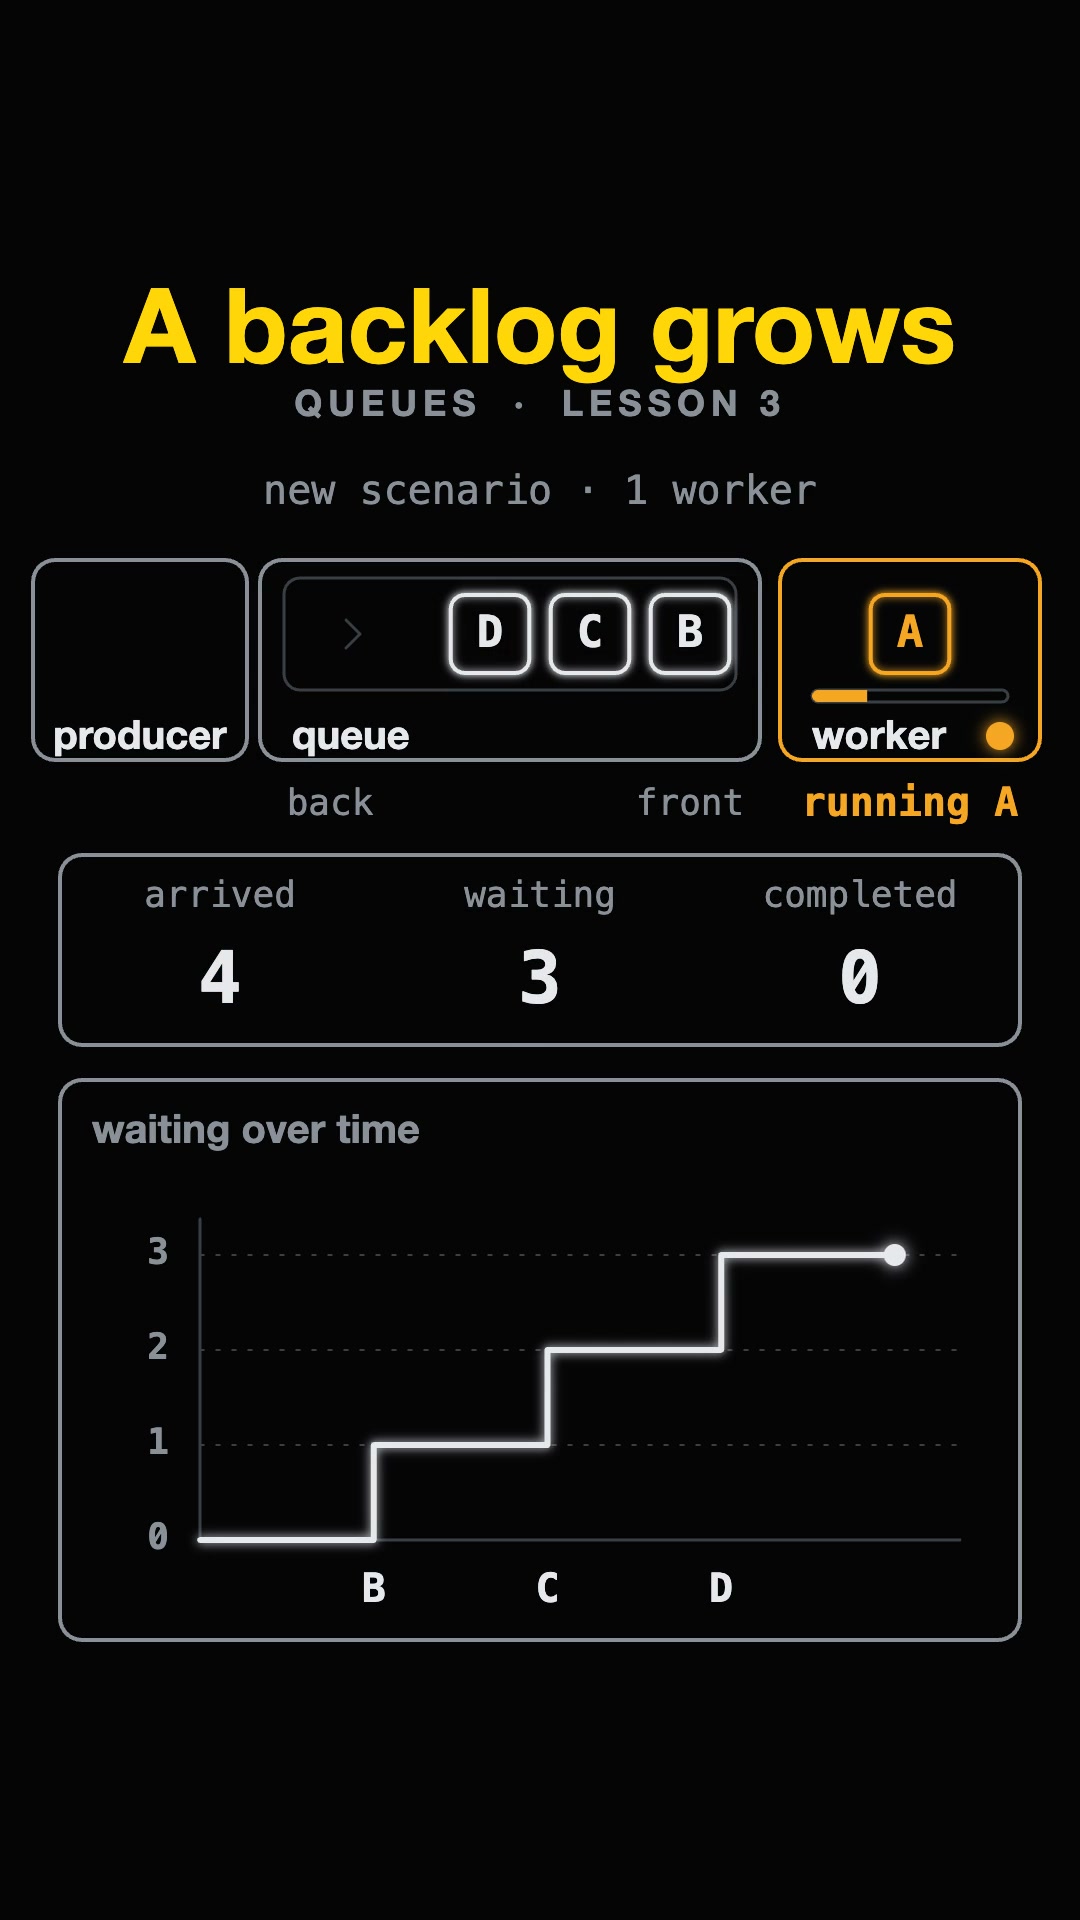 A backlog grows
QUEUES · LESSON 3
new scenario · 1 worker
D C B
A
producer
queue
worker
back
front
running A
arrived waiting completed
4 3 0
waiting over time
3
2
1
0
B C D